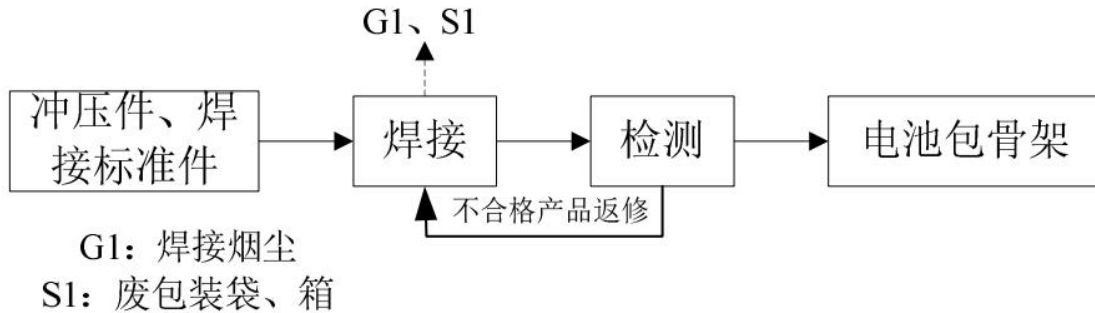 G1、S1
冲压件、焊
接标准件
焊接
检测
电池包骨架
不合格产品返修
G1：焊接烟尘
S1：废包装袋、箱